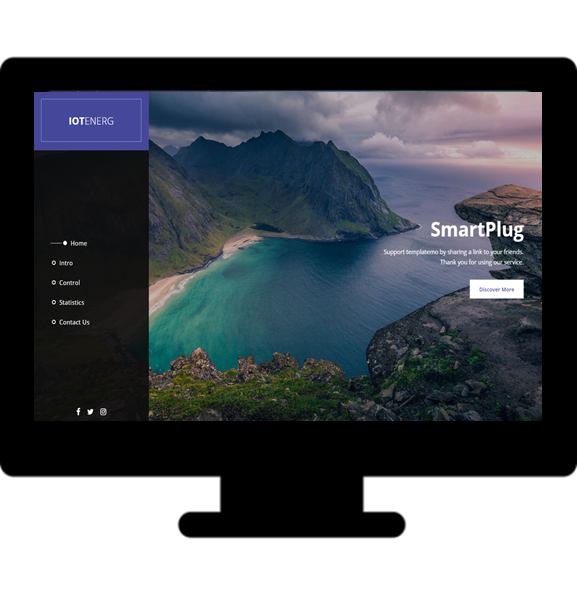 IOTENERG
Home
Intro
Control
Statistics
Contact Us
SmartPlug
Support templatemo by sharing a link to your friends.
Thank you for using our service.
Discover More